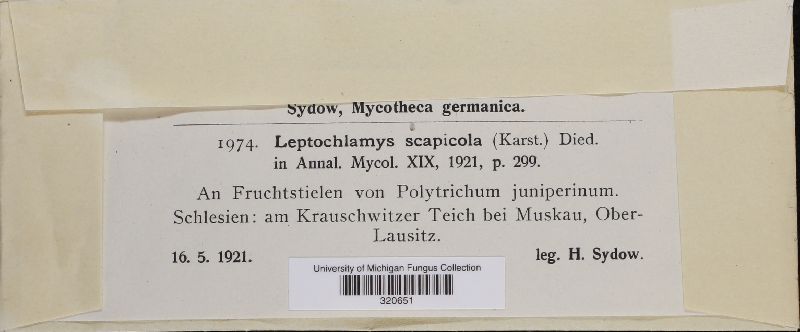 Sydow, Mycotheca germanica.
1974. Leptochlamys scapicola (Karst.) Died.
in Annal. Mycol. XIX, 1921, p. 299.
An Fruchtstielen von Polytrichum juniperinum.
Schlesien: am Krauschwitzer Teich bei Muskau, Ober-
Lausitz.
16. 5. 1921. leg. H. Sydow.
University of Michigan Fungus Collection
320651